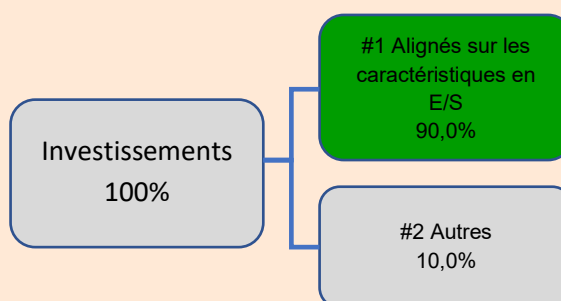 Investissements
100%
#1 Alignés sur les
caractéristiques en
E/S
90,0%
#2 Autres
10,0%